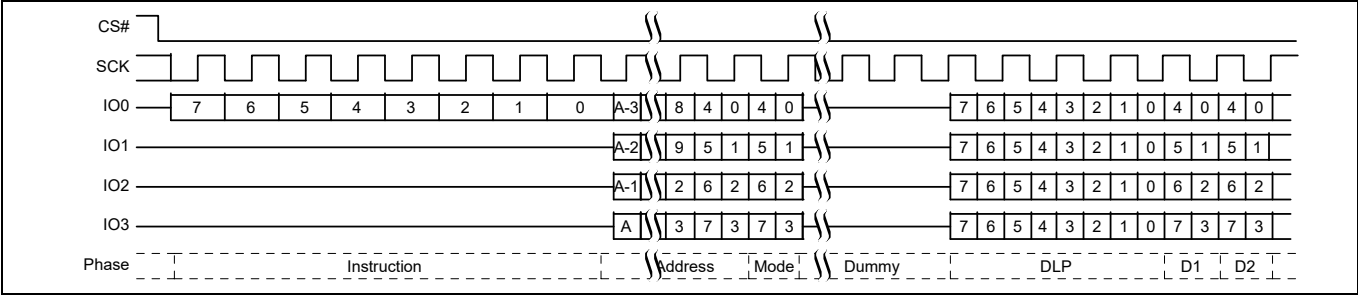 CS#
SCK
IO0 7 6 5 4 3 2 1 0 A-3 8 4 0 4 0 7 6 5 4 3 2 1 0 4 0 4 0
IO1 A-2 9 5 1 5 1 7 6 5 4 3 2 1 0 5 1 5 1
IO2 A-1 2 6 2 6 2 7 6 5 4 3 2 1 0 6 2 6 2
IO3 A 3 7 3 7 3 7 6 5 4 3 2 1 0 7 3 7 3
Phase Instruction Address Mode Dummy DLP D1 D2